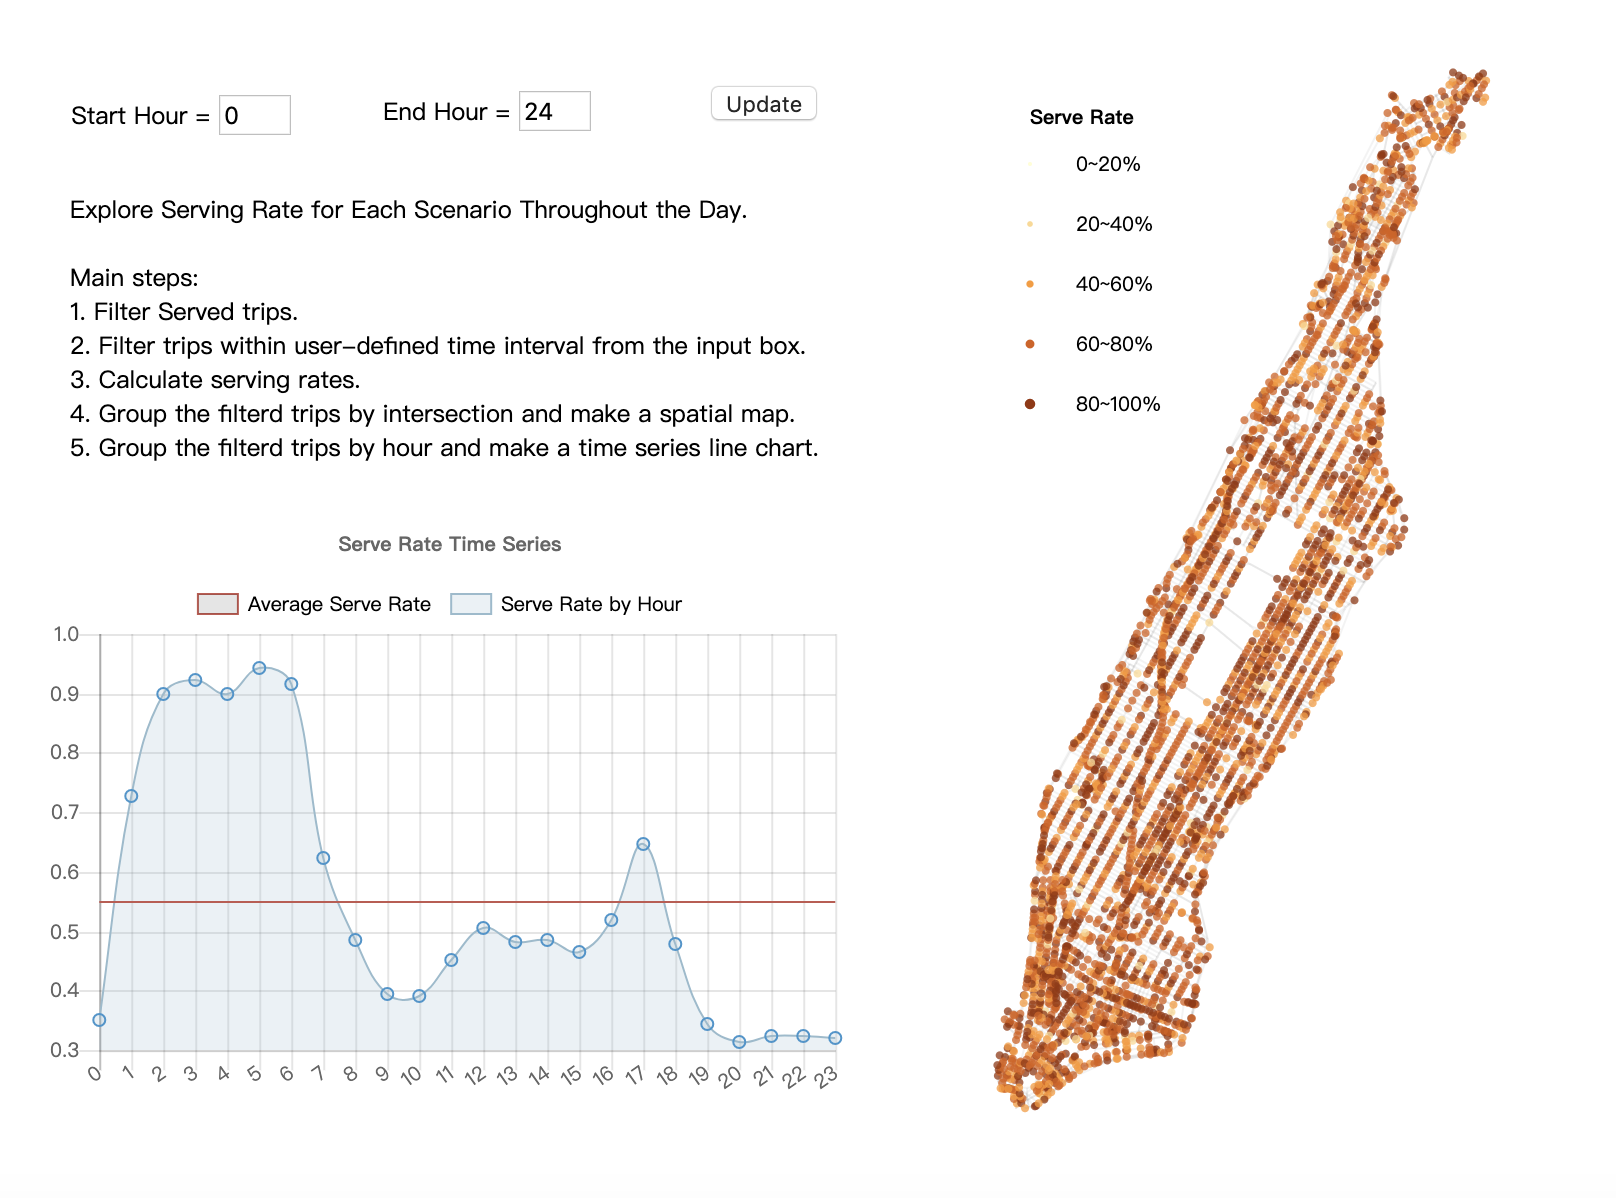 Start Hour = 0
End Hour = 24
Update
Explore Serving Rate for Each Scenario Throughout the Day.
Main steps:
1. Filter Served trips.
2. Filter trips within user-defined time interval from the input box.
3. Calculate serving rates.
4. Group the filterd trips by intersection and make a spatial map.
5. Group the filterd trips by hour and make a time series line chart.
Serve Rate Time Series
Average Serve Rate
Serve Rate by Hour
1.0
0.9
0.8
0.7
0.6
0.5
0.4
0.3
0 1 2 3 4 5 6 7 8 9 10 11 12 13 14 15 16 17 18 19 20 21 22 23
Serve Rate
0~20%
20~40%
40~60%
60~80%
80~100%